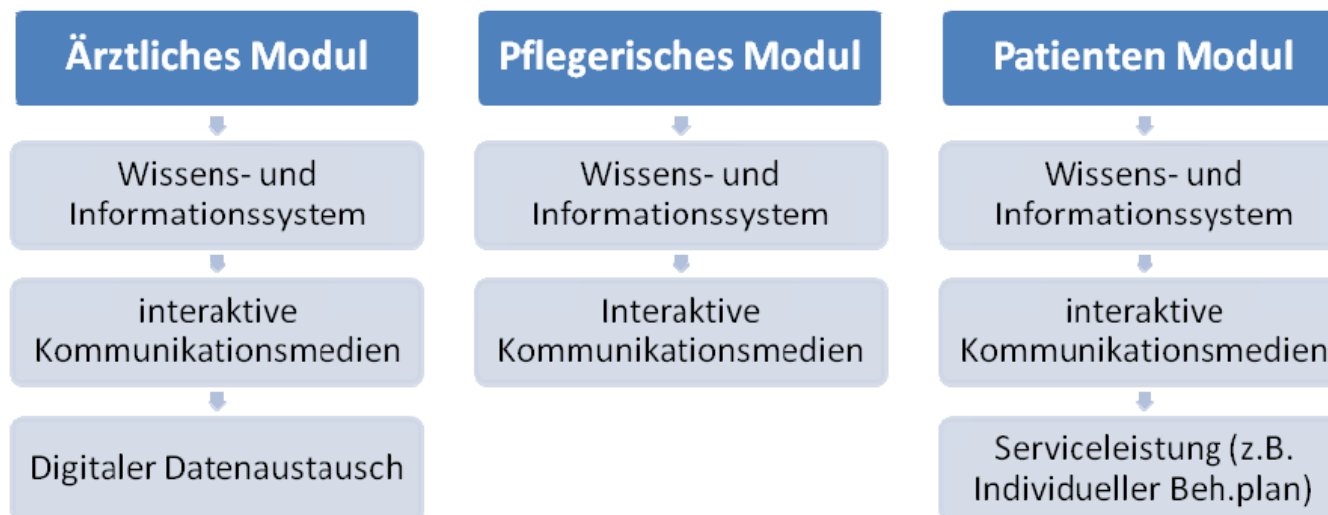 Ärztliches Modul
Wissens- und
Informationssystem
interaktive
Kommunikationsmedien
Digitaler Datenaustausch
Pflegerisches Modul
Wissens- und
Informationssystem
Interaktive
Kommunikationsmedien
Patienten Modul
Wissens- und
Informationssystem
interaktive
Kommunikationsmedien
Serviceleistung (z.B.
Individueller Beh.plan)